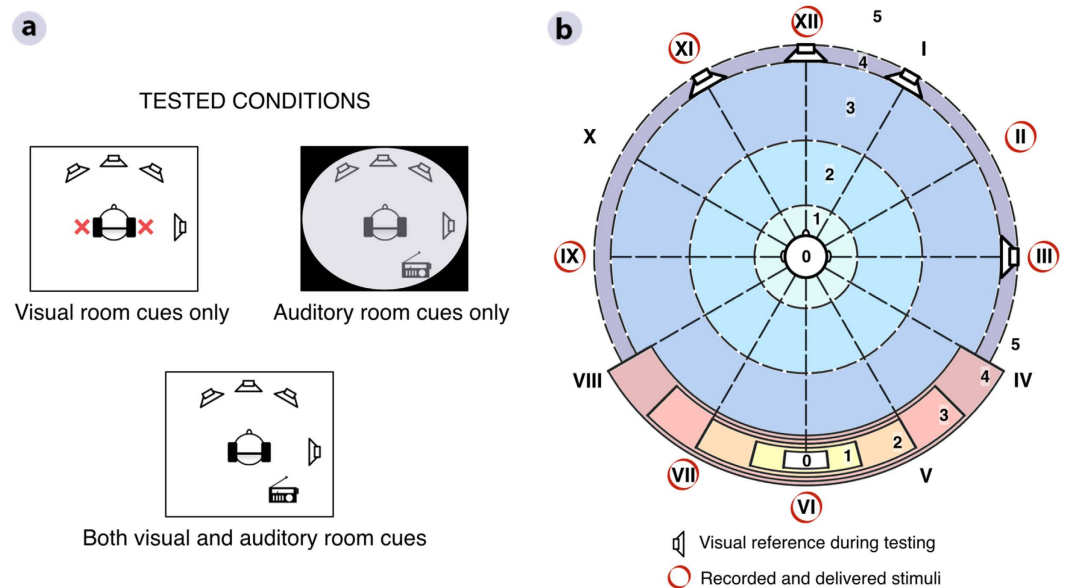 a
TESTED CONDITIONS
Visual room cues only
Auditory room cues only
Both visual and auditory room cues
b
XII
5
XI
I
4
3
X
II
2
1
IX
0
III
5
VIII
4
IV
3
2
1
0
VII
V
VI
Visual reference during testing
Recorded and delivered stimuli